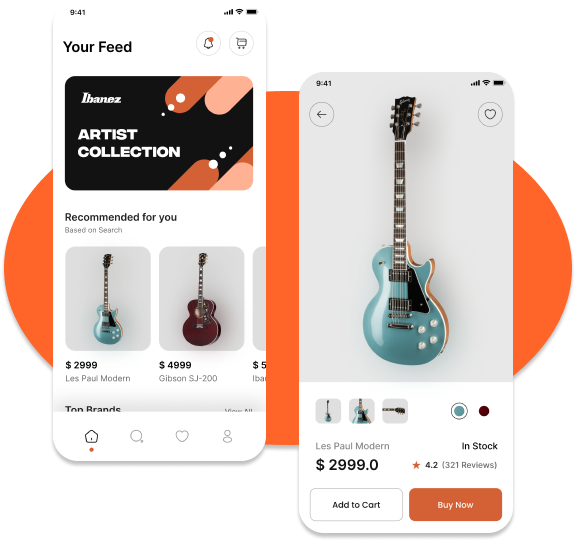 9:41
Your Feed
Ibanez
ARTIST
COLLECTION
Recommended for you
Based on Search
$ 2999
Les Paul Modern
$ 4999
Gibson SJ-200
$ 5
Iba
Top Brands
View All
9:41
Les Paul Modern
In Stock
$ 2999.0
4.2 (321 Reviews)
Add to Cart
Buy Now